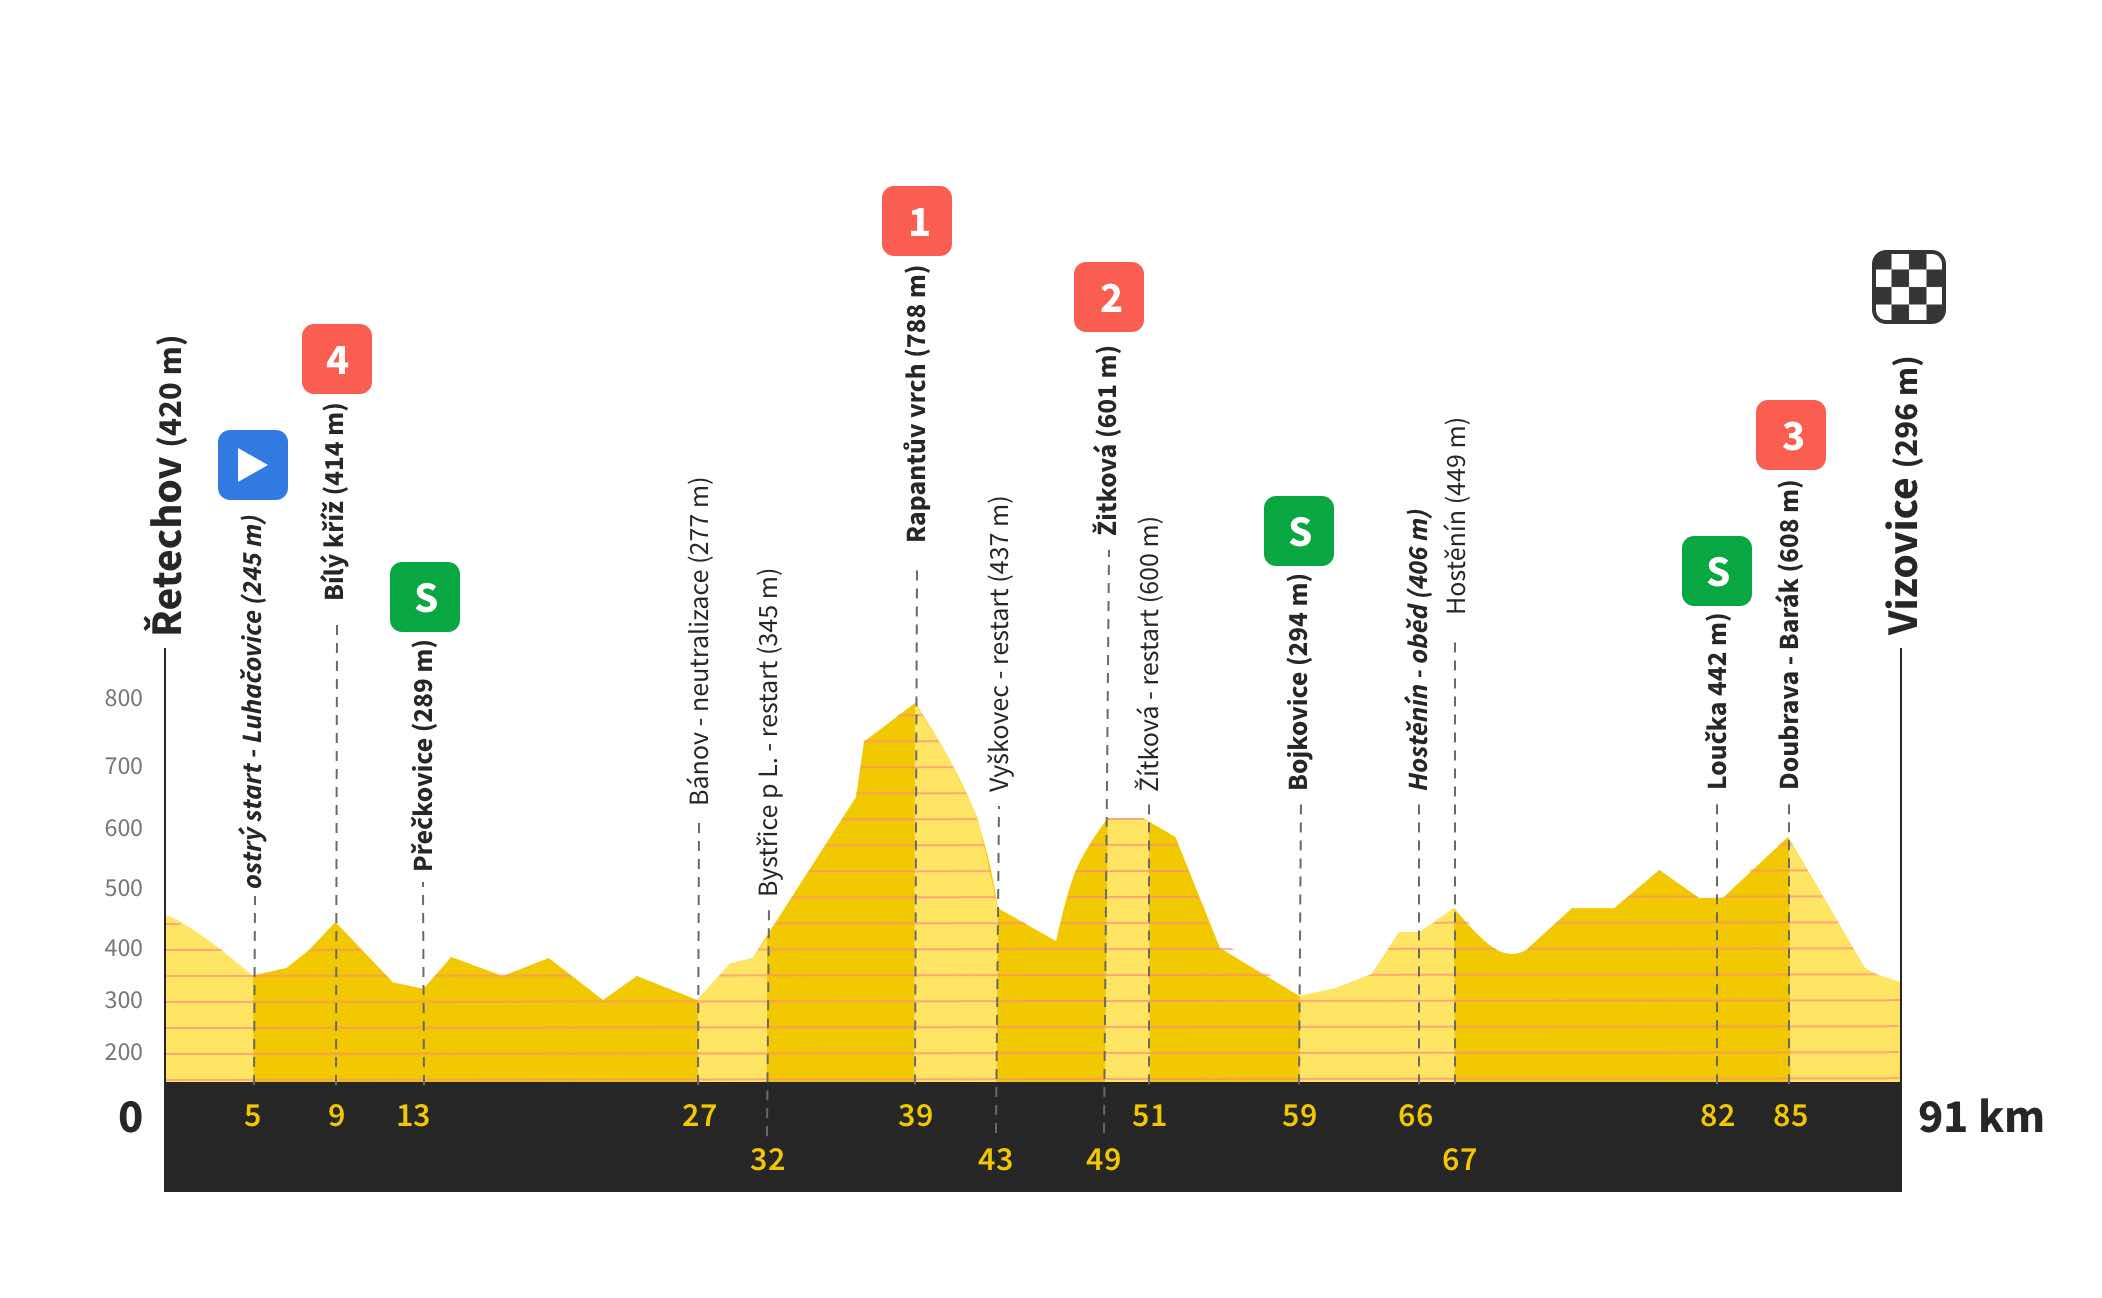 Řetechov (420 m)
ostrý start - Luhačovice (245 m)
4
Bílý kříž (414 m)
S
Přečkovice (289 m)
Bánov - neutralizace (277 m)
Bystřice p L. - restart (345 m)
1
Rapantův vrch (788 m)
Vyškovec - restart (437 m)
2
Žitková (601 m)
Žítková - restart (600 m)
S
Bojkovice (294 m)
Hostěnín - oběd (406 m)
Hostěnín (449 m)
S
Loučka 442 m)
3
Doubrava - Barák (608 m)
Vizovice (296 m)
800
700
600
500
400
300
200
0
5
9
13
27
32
39
43
49
51
59
66
67
82
85
91 km